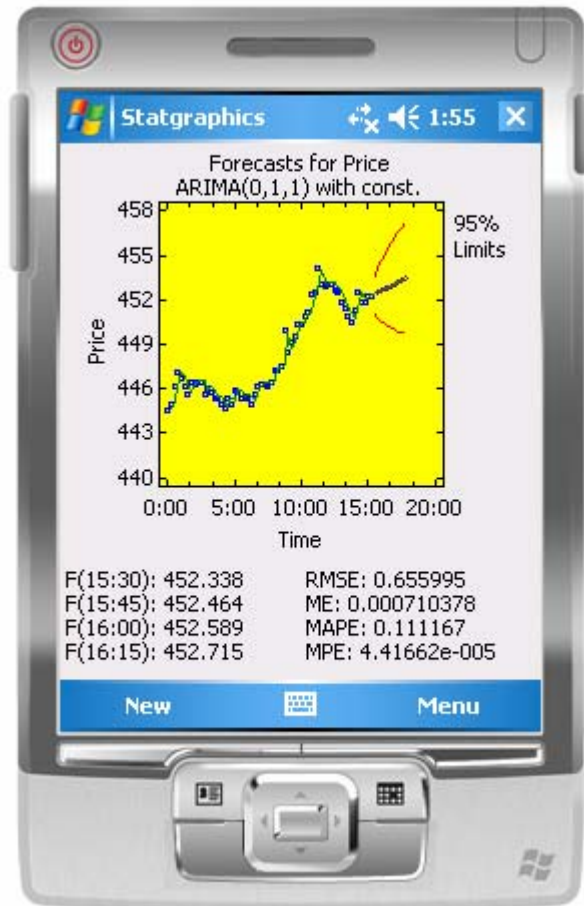 Statgraphics 1:55
Forecasts for Price
ARIMA(0,1,1) with const.
458
455
452
449
446
443
440
Price
95%
Limits
0:00 5:00 10:00 15:00 20:00
Time
F(15:30): 452.338 RMSE: 0.655995
F(15:45): 452.464 ME: 0.000710378
F(16:00): 452.589 MAPE: 0.111167
F(16:15): 452.715 MPE: 4.41662e-005
New Menu